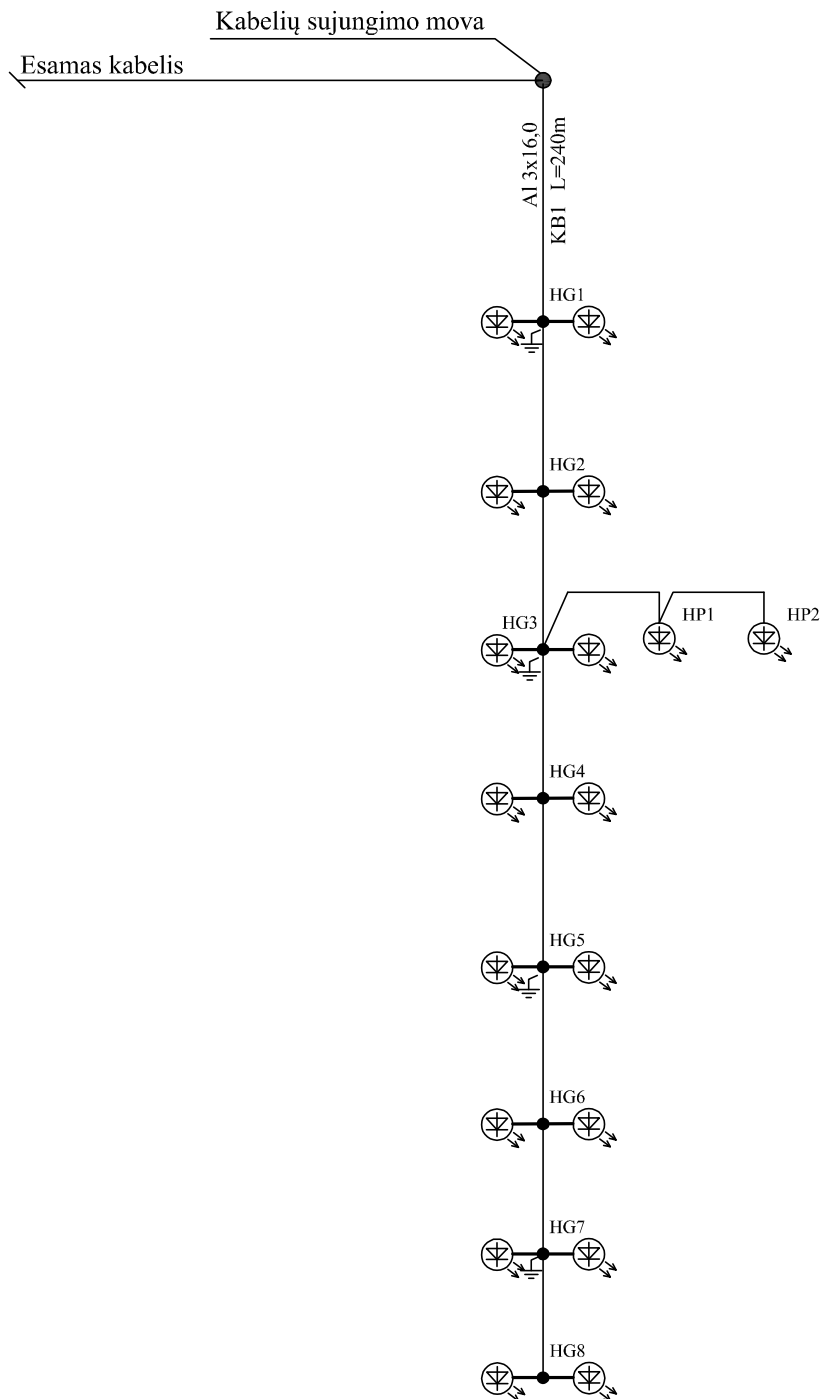 Kabelių sujungimo mova
Esamas kabelis
Al 3x16,0
KB1 L=240m
HG1
HG2
HG3
HP1
HP2
HG4
HG5
HG6
HG7
HG8